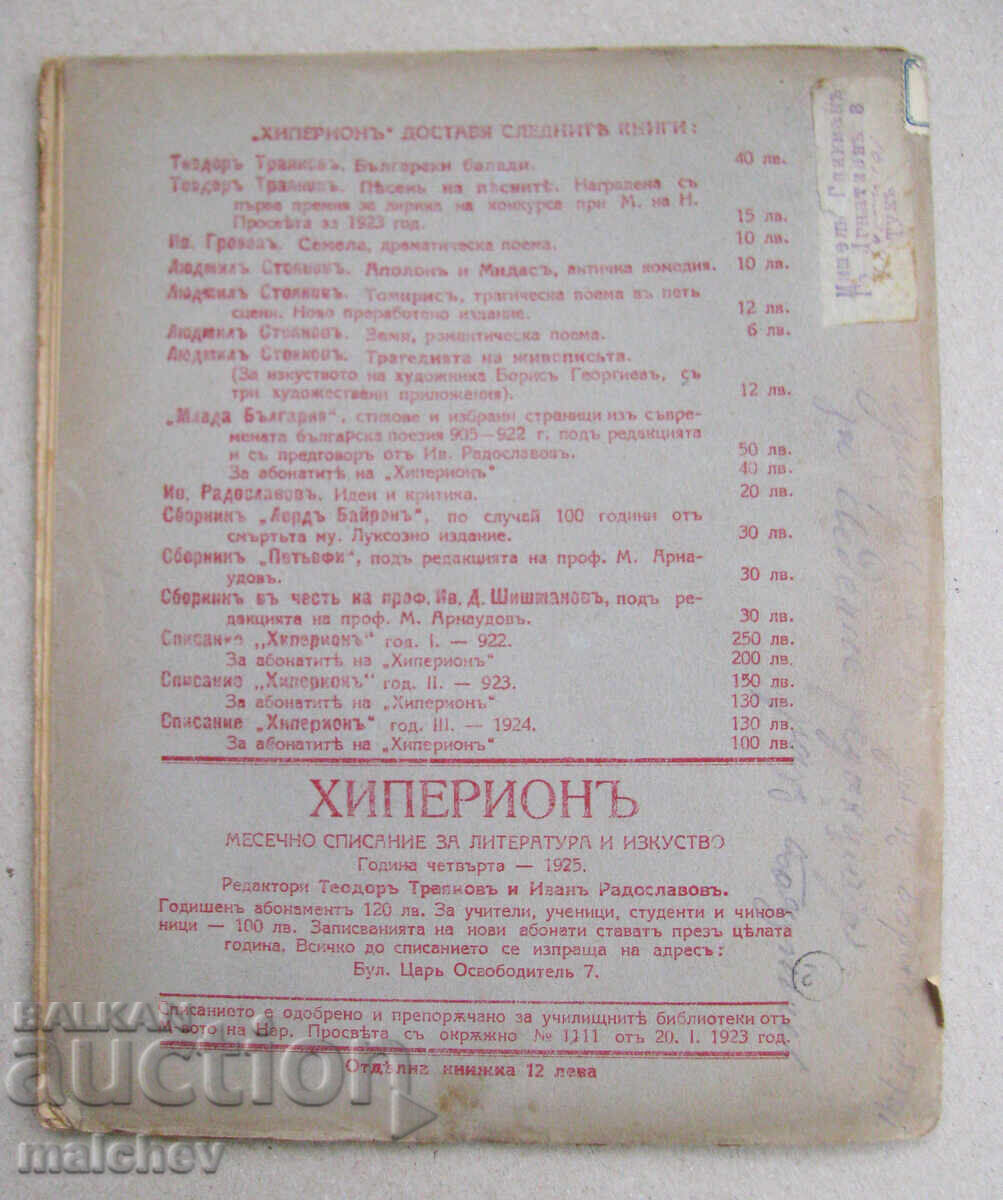 „ХИПЕРИОНЪ“ ДОСТАВЯ СЛЕДНИТѢ КНИГИ:
Теодоръ Траяновъ. Български балади. 40 лв.
Теодоръ Траяновъ. Пѣсень на пѣснитѣ. Наградена съ
първа премия за лирика на конкурса при М. на Н.
Просвѣта за 1923 год. 15 лв.
Ив. Грозевъ. Семела, драматическа поема. 10 лв.
Людмилъ Стояновъ. Аполонъ и Мидасъ, антична комедия. 10 лв.
Людмилъ Стояновъ. Томирисъ, трагическа поема въ петь
сцени. Ново преработено издание. 12 лв.
Людмилъ Стояновъ. Земя, романтическа поема. 6 лв.
Людмилъ Стояновъ. Трагедията на живописьта.
(За изкуството на художника Борисъ Георгиевъ, съ
три художествени приложения). 12 лв.
„Млада България“, стихове и избрани страници изъ съвре-
мената българска поезия 905—922 г. подъ редакцията
и съ предговоръ отъ Ив. Радославовъ. 50 лв.
За абонатитѣ на „Хиперионъ“ 40 лв.
Ив. Радославовъ. Идеи и критика. 20 лв.
Сборникъ „Лордъ Байронъ“, по случай 100 години отъ
смъртьта му. Луксозно издание. 30 лв.
Сборникъ „Петьофи“, подъ редакцията на проф. М. Арна-
удовъ. 30 лв.
Сборникъ въ честь на проф. Ив. Д. Шишмановъ, подъ ре-
дакцията на проф. М. Арнаудовъ. 30 лв.
Списание „Хиперионъ“ год. I. — 922. 250 лв.
За абонатитѣ на „Хиперионъ“ 200 лв.
Списание „Хиперионъ“ год. II. — 923. 150 лв.
За абонатитѣ на „Хиперионъ“ 130 лв.
Списание „Хиперионъ“ год. III. — 1924. 130 лв.
За абонатитѣ на „Хиперионъ“ 100 лв.
ХИПЕРИОНЪ
МЕСЕЧНО СПИСАНИЕ ЗА ЛИТЕРАТУРА И ИЗКУСТВО
Година четвърта — 1925.
Редактори Теодоръ Траяновъ и Иванъ Радославовъ.
Годишенъ абонаментъ 120 лв. За учители, ученици, студенти и чинов-
ници — 100 лв. Записванията на нови абонати ставатъ презъ цѣлата
година. Всичко до списанието се изпраща на адресъ:
Бул. Царь Освободитель 7.
Списанието е одобрено и препорѫчано за училищнитѣ библиотеки отъ
М-вото на Нар. Просвѣта съ окрѫжно № 1111 отъ 20. I. 1923 год.
Отдѣлна книжка 12 лева
Тукъ
BALKAN
auction
malchev